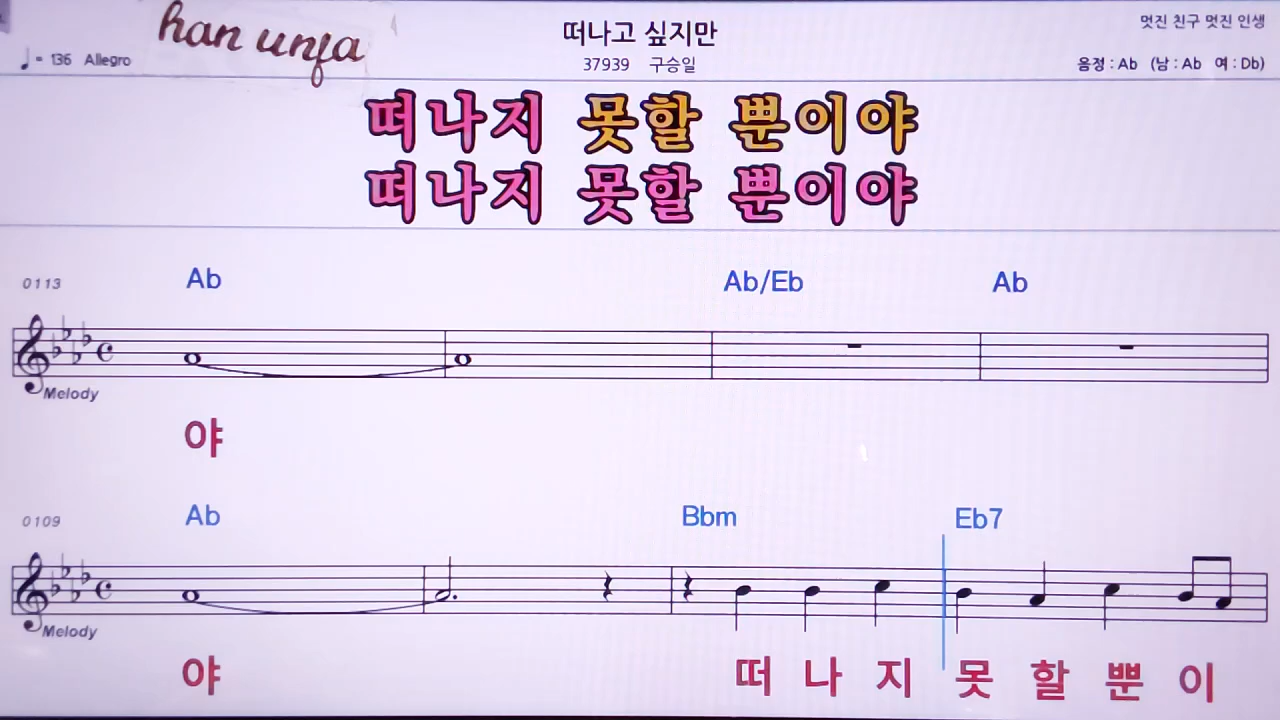 han unfa
떠나고 싶지만
멋진 친구 멋진 인생
♩= 136 Allegro
37939 구승일
음정 : Ab (남 : Ab 여 : Db)
떠나지 못할 뿐이야
떠나지 못할 뿐이야
0113 Ab Ab/Eb Ab
Melody
야
0109 Ab Bbm Eb7
Melody
야 떠 나 지 못 할 뿐 이